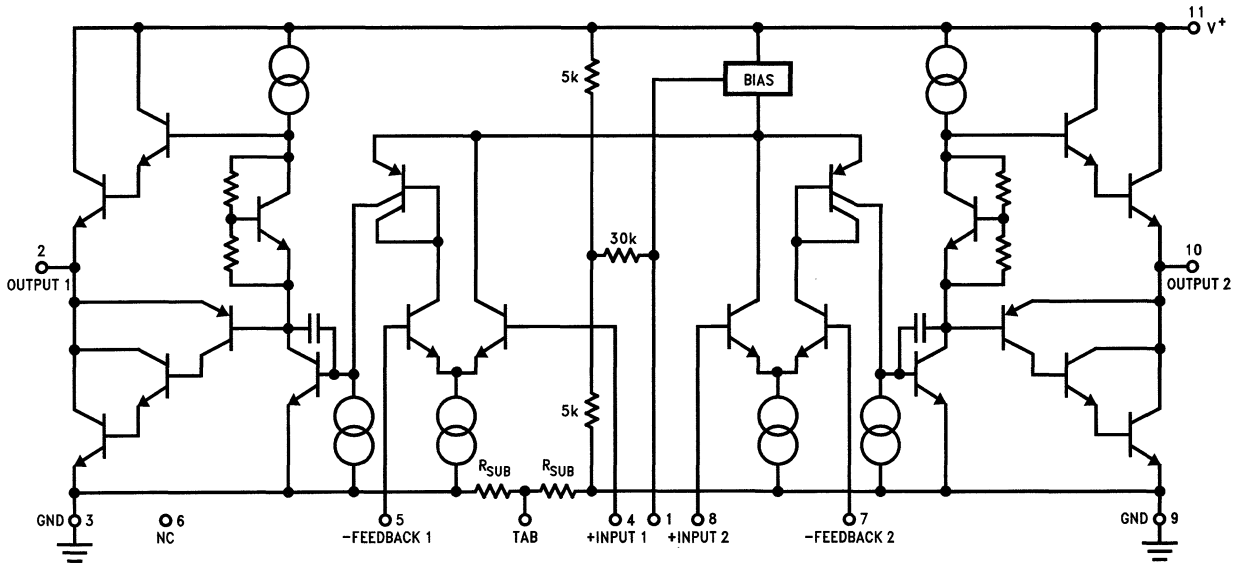 11
V+
5k
BIAS
30k
2
OUTPUT 1
10
OUTPUT 2
5k
RSUB
RSUB
GND 3
6
NC
5
-FEEDBACK 1
TAB
4
+INPUT 1
1
8
+INPUT 2
7
-FEEDBACK 2
GND 9